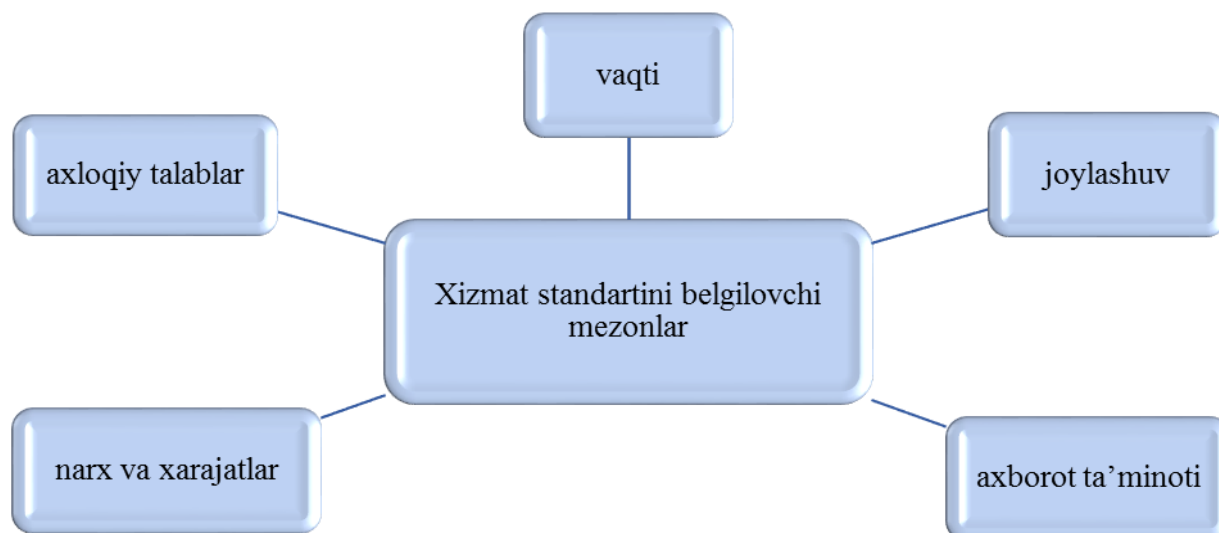 vaqti
axloqiy talablar
joylashuv
Xizmat standartini belgilovchi
mezonlar
narx va xarajatlar
axborot ta’minoti